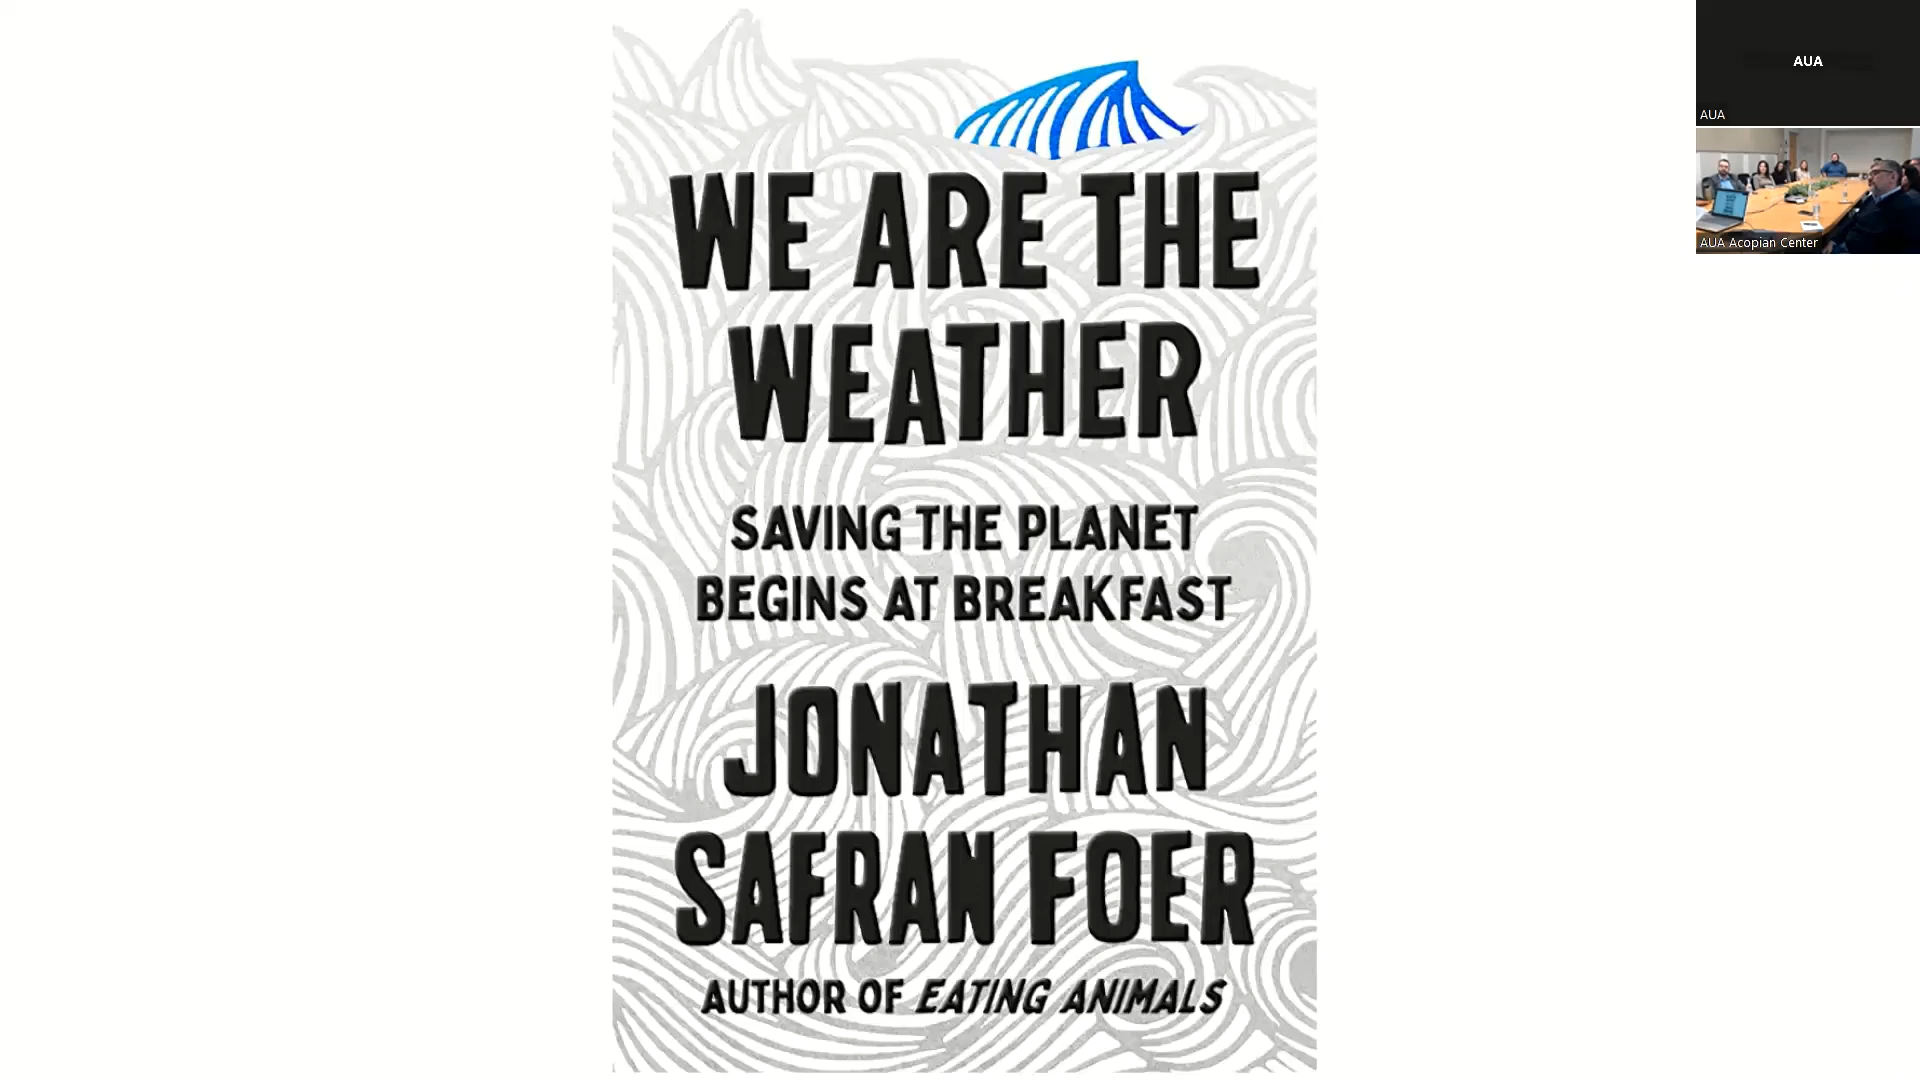 WE ARE THE
WEATHER
SAVING THE PLANET
BEGINS AT BREAKFAST
JONATHAN
SAFRAN FOER
AUTHOR OF EATING ANIMALS
AUA
AUA
AUA Acopian Center